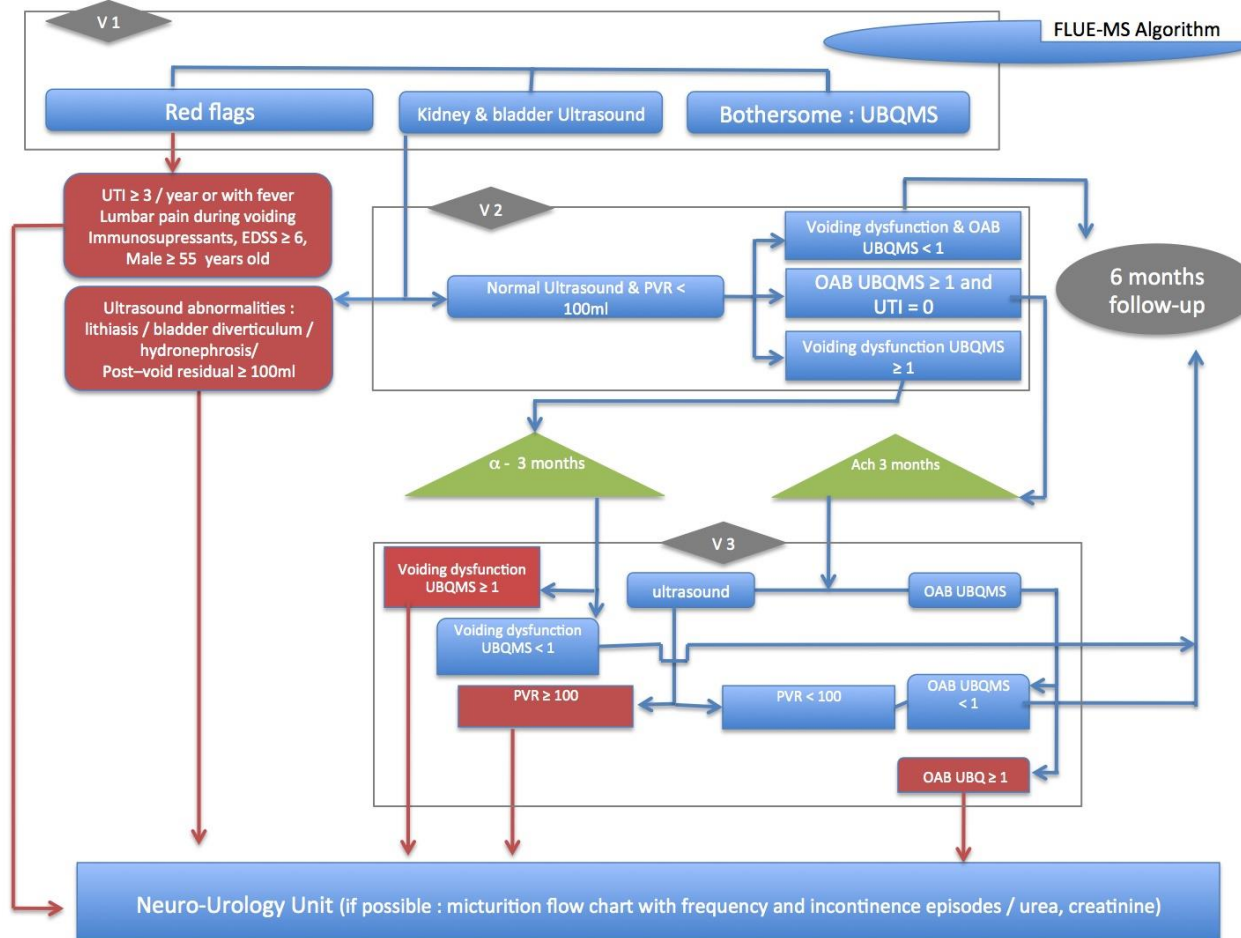 V 1
FLUE-MS Algorithm
Red flags
Kidney & bladder Ultrasound
Bothersome : UBQMS
UTI ≥ 3 / year or with fever
Lumbar pain during voiding
Immunosupressants, EDSS ≥ 6,
Male ≥ 55 years old
V 2
Voiding dysfunction & OAB
UBQMS < 1
Normal Ultrasound & PVR <
100ml
OAB UBQMS ≥ 1 and
UTI = 0
Voiding dysfunction UBQMS
≥ 1
6 months
follow-up
Ultrasound abnormalities :
lithiasis / bladder diverticulum /
hydronephrosis/
Post–void residual ≥ 100ml
α - 3 months
Ach 3 months
V 3
Voiding dysfunction
UBQMS ≥ 1
ultrasound
OAB UBQMS
Voiding dysfunction
UBQMS < 1
PVR ≥ 100
PVR < 100
OAB UBQMS
< 1
OAB UBQ ≥ 1
Neuro-Urology Unit (if possible : micturition flow chart with frequency and incontinence episodes / urea, creatinine)